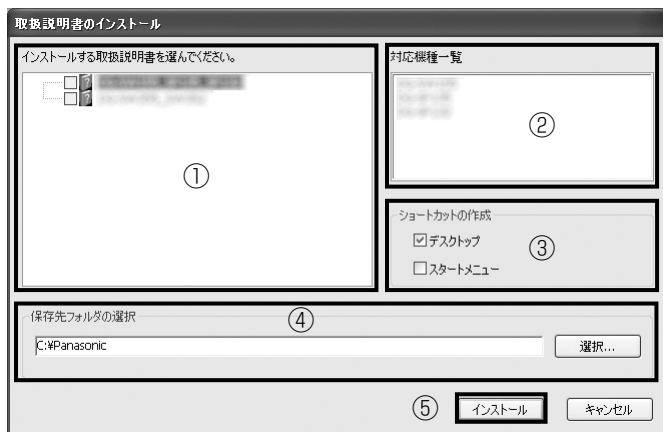 取扱説明書のインストール
インストールする取扱説明書を選んでください。
①
対応機種一覧
②
ショートカットの作成
デスクトップ
スタートメニュー
③
保存先フォルダの選択
④
C:¥Panasonic
選択...
⑤
インストール
キャンセル